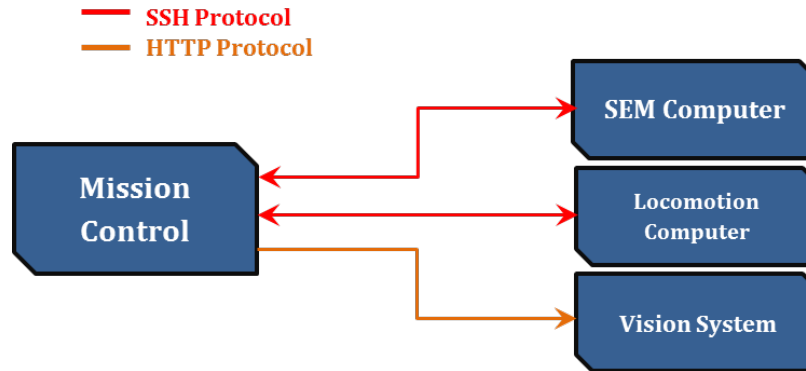 SSH Protocol
HTTP Protocol
SEM Computer
Mission
Control
Locomotion
Computer
Vision System